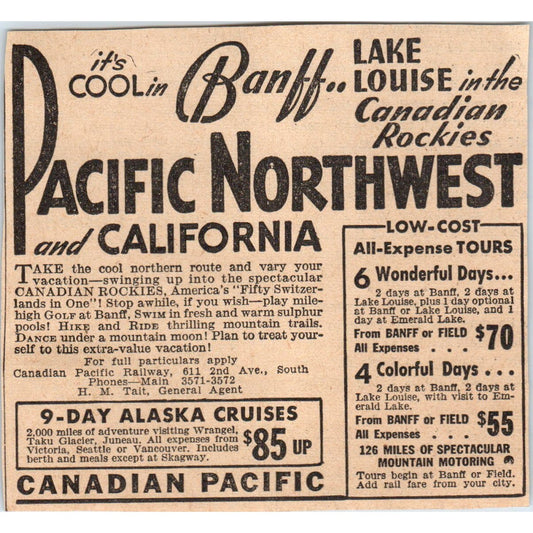 it's
COOL in Banff.. LAKE
LOUISE in the
Canadian
Rockies
PACIFIC NORTHWEST
and CALIFORNIA
TAKE the cool northern route and vary your
vacation—swinging up into the spectacular
CANADIAN ROCKIES, America's "Fifty Switzer-
lands in One"! Stop awhile, if you wish—play mile-
high GOLF at Banff, SWIM in fresh and warm sulphur
pools! HIKE and RIDE thrilling mountain trails.
DANCE under a mountain moon! Plan to treat your-
self to this extra-value vacation!
For full particulars apply
Canadian Pacific Railway, 611 2nd Ave., South
Phones—Main 3571-3572
H. M. Tait, General Agent
9-DAY ALASKA CRUISES
2,000 miles of adventure visiting Wrangel,
Taku Glacier, Juneau. All expenses from
Victoria, Seattle or Vancouver. Includes
berth and meals except at Skagway.
$85 UP
LOW-COST
All-Expense TOURS
6 Wonderful Days...
2 days at Banff, 2 days at
Lake Louise, plus 1 day optional
at Banff or Lake Louise, and 1
day at Emerald Lake.
From BANFF or FIELD $70
All Expenses . . .
4 Colorful Days . . .
2 days at Banff, 2 days at
Lake Louise, with visit to Em-
erald Lake.
From BANFF or FIELD $55
All Expenses . . .
126 MILES OF SPECTACULAR
MOUNTAIN MOTORING
Tours begin at Banff or Field.
Add rail fare from your city.
CANADIAN PACIFIC